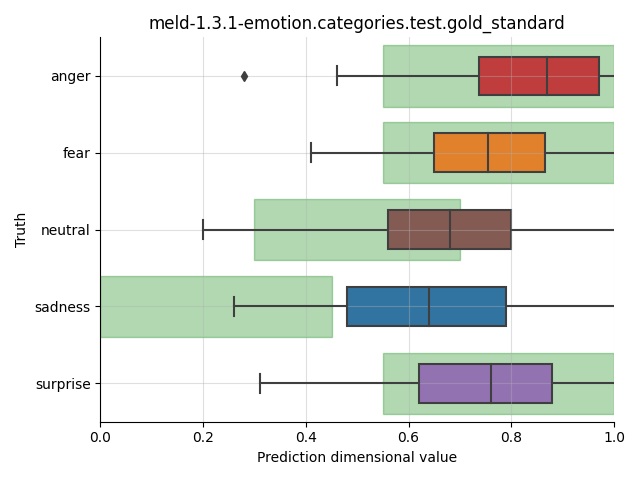 meld-1.3.1-emotion.categories.test.gold_standard
anger
fear
neutral
sadness
surprise
Truth
0.0 0.2 0.4 0.6 0.8 1.0
Prediction dimensional value